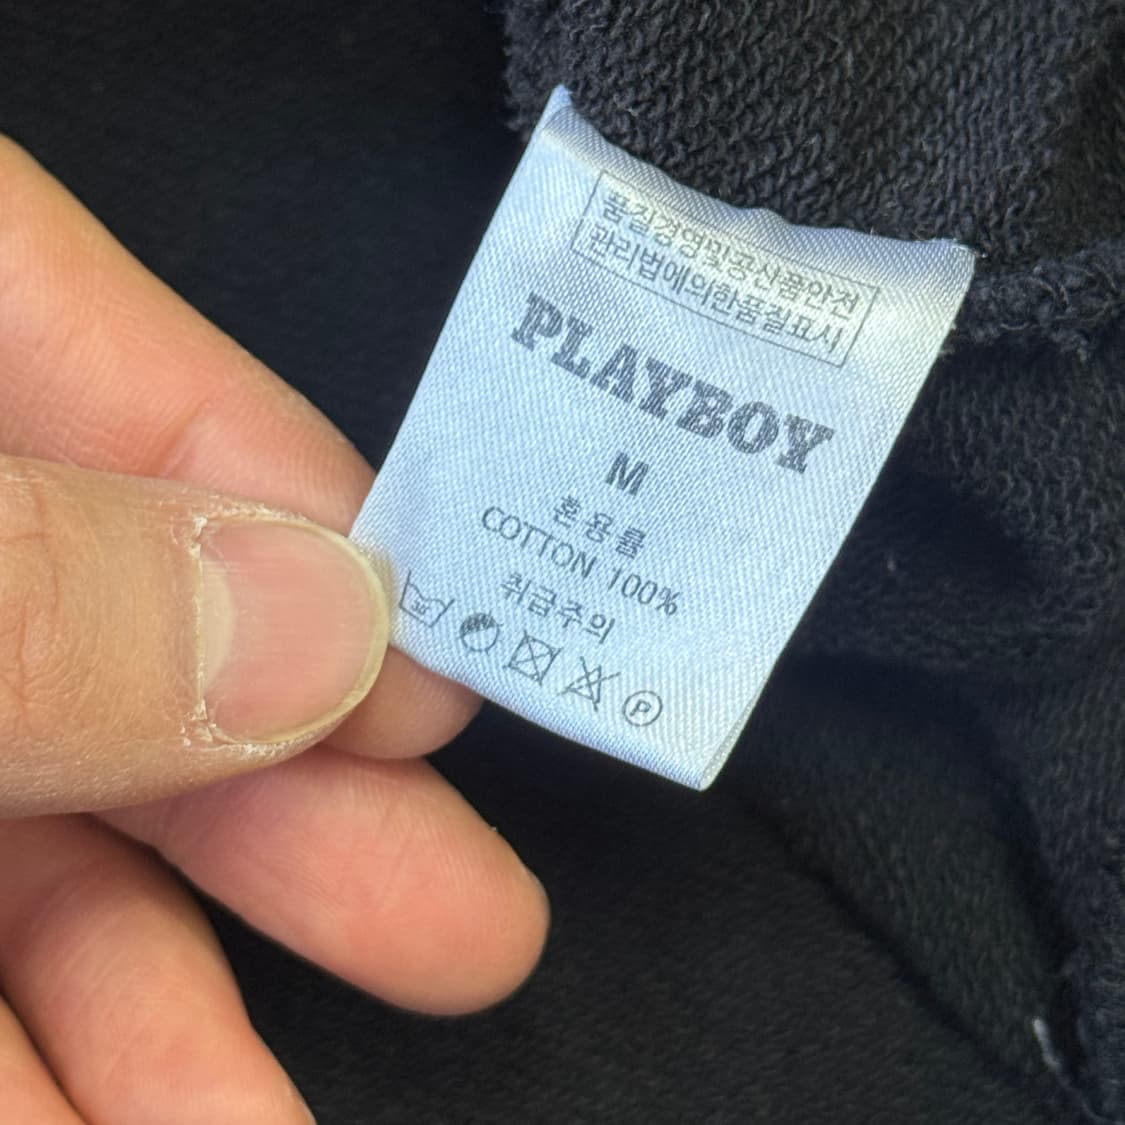 품질경영및공산품안전
관리법에의한품질표시
PLAYBOY
M
혼용률
COTTON 100%
취급주의
P